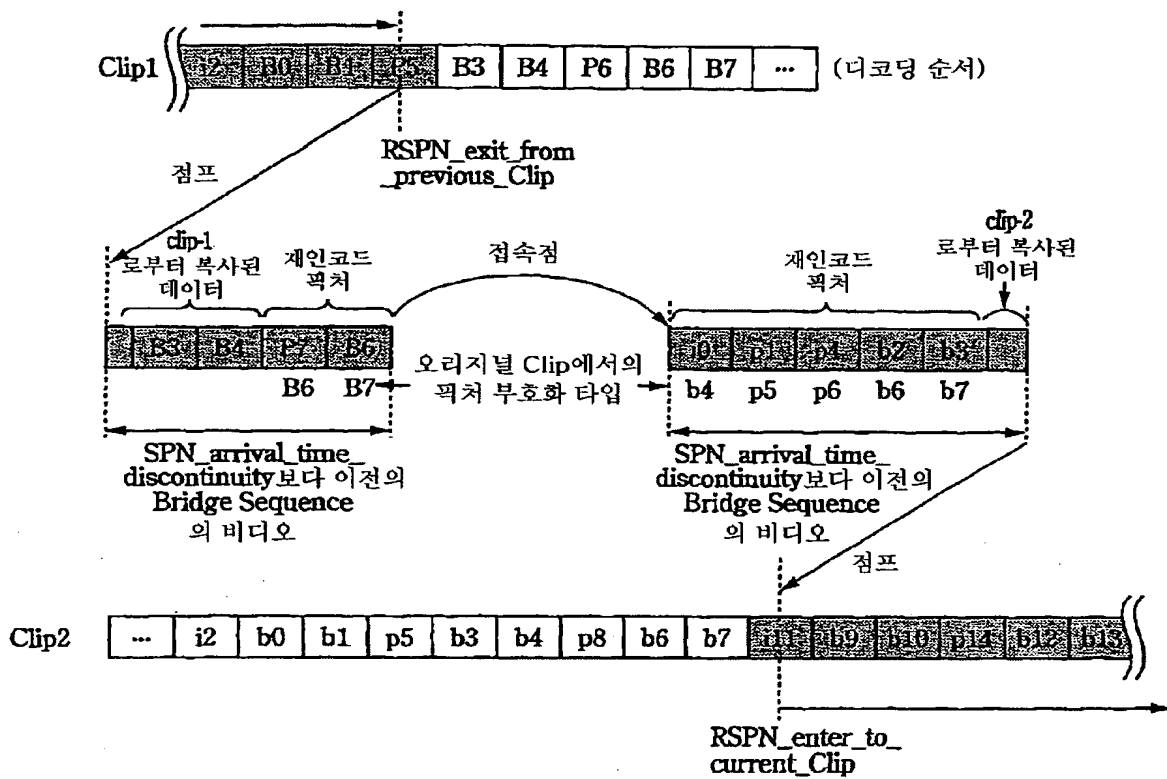 Clip1 i2 B0 B1 P5 B3 B4 P6 B6 B7 ... (디코딩 순서)
RSPN_exit_from
_previous_Clip
점프
clip-1
로부터 복사된
데이터
재인코드
픽처
접속점
재인코드
픽처
clip-2
로부터 복사된
데이터
B3 B4 P7 B6
B6 B7
오리지널 Clip에서의
픽처 부호화 타입
i0 p1 p4 b2 b3
b4 p5 p6 b6 b7
SPN_arrival_time_
discontinuity보다 이전의
Bridge Sequence
의 비디오
SPN_arrival_time_
discontinuity보다 이전의
Bridge Sequence
의 비디오
점프
Clip2 ... i2 b0 b1 p5 b3 b4 p8 b6 b7 i11 b9 b10 p14 b12 b13
RSPN_enter_to_
current_Clip